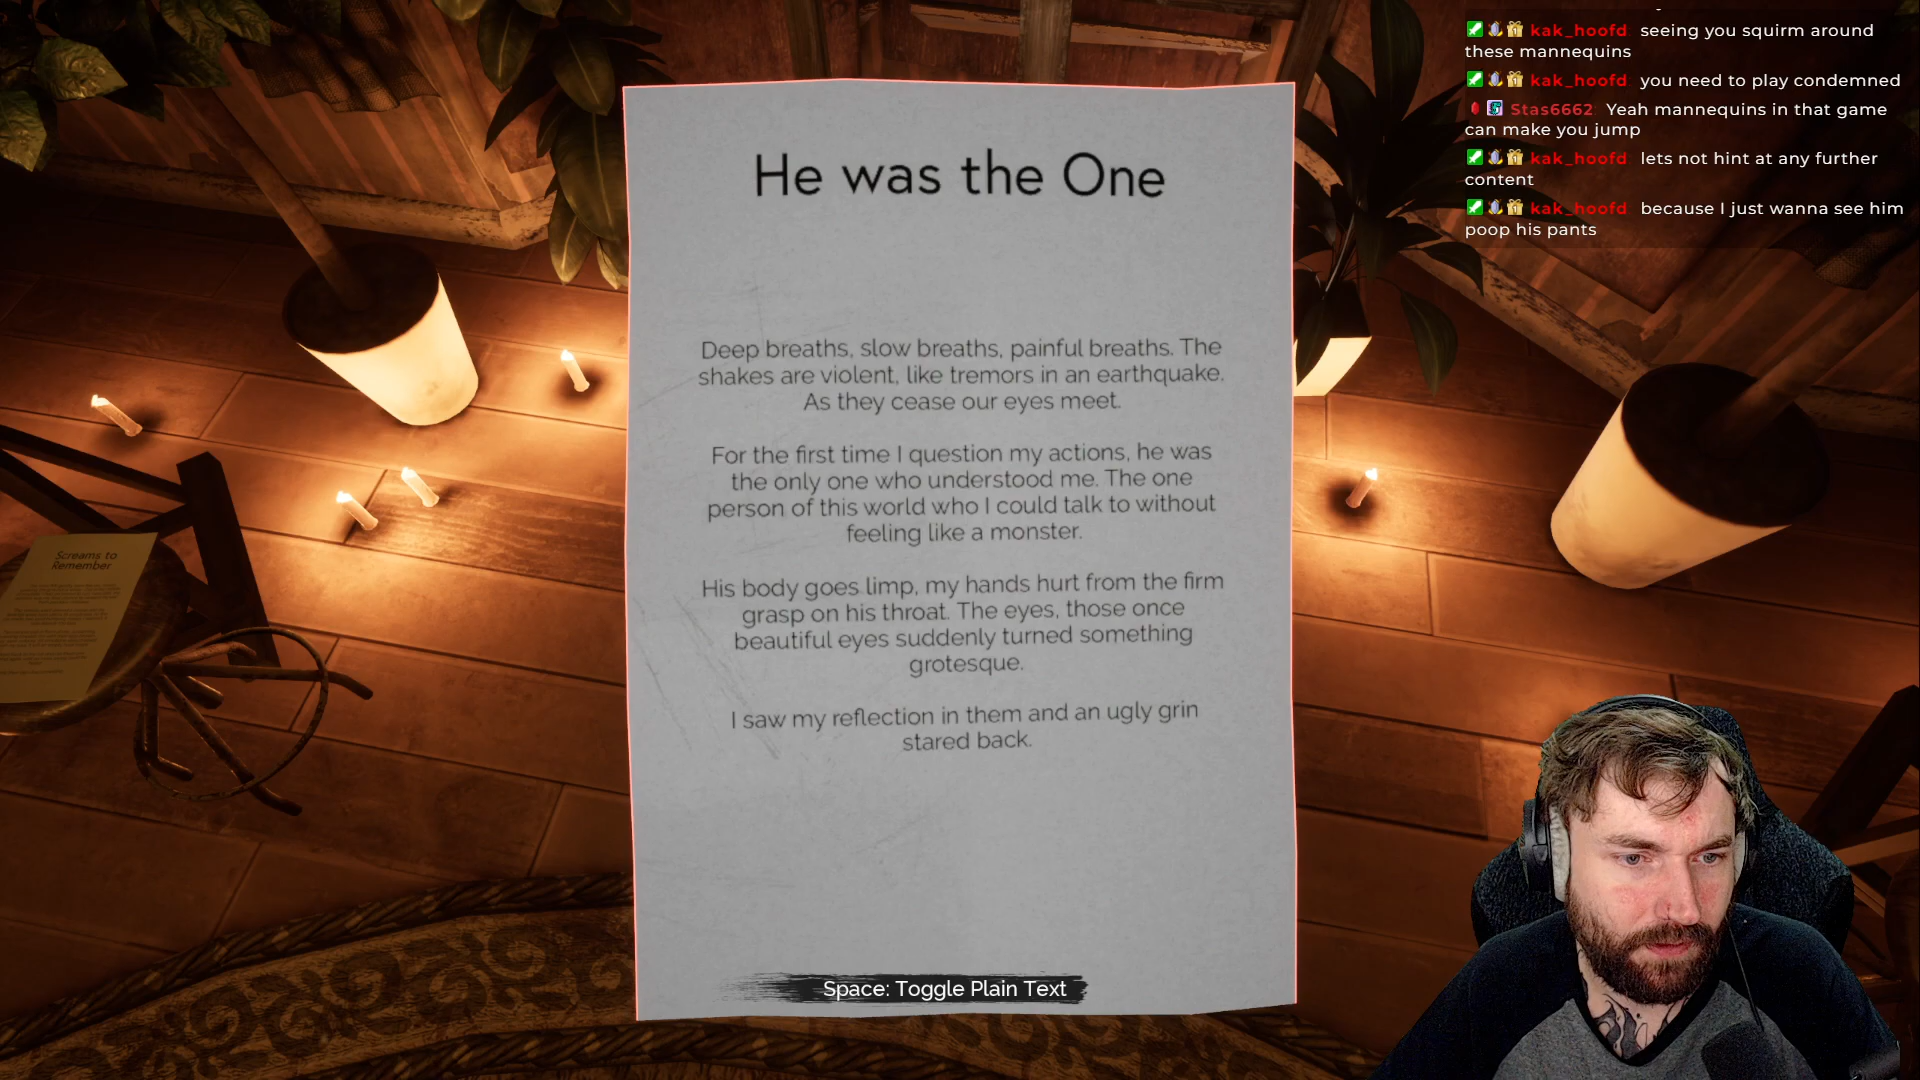 He was the One
Deep breaths, slow breaths, painful breaths. The
shakes are violent, like tremors in an earthquake.
As they cease our eyes meet.
For the first time I question my actions, he was
the only one who understood me. The one
person of this world who I could talk to without
feeling like a monster.
His body goes limp, my hands hurt from the firm
grasp on his throat. The eyes, those once
beautiful eyes suddenly turned something
grotesque.
I saw my reflection in them and an ugly grin
stared back.
Space: Toggle Plain Text
Screams to
Remember
kak_hoofd seeing you squirm around
these mannequins
kak_hoofd you need to play condemned
Stas6662 Yeah mannequins in that game
can make you jump
kak_hoofd lets not hint at any further
content
kak_hoofd because I just wanna see him
poop his pants